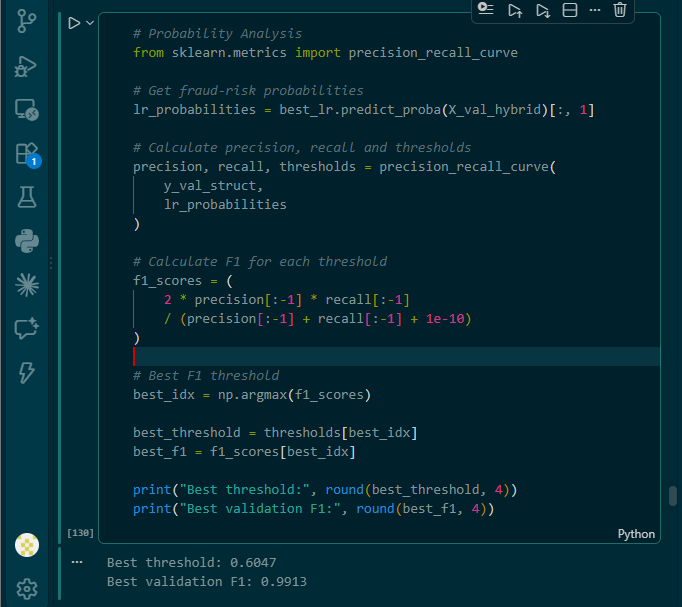 # Probability Analysis
from sklearn.metrics import precision_recall_curve

# Get fraud-risk probabilities
lr_probabilities = best_lr.predict_proba(X_val_hybrid)[:, 1]

# Calculate precision, recall and thresholds
precision, recall, thresholds = precision_recall_curve(
    y_val_struct,
    lr_probabilities
)

# Calculate F1 for each threshold
f1_scores = (
    2 * precision[:-1] * recall[:-1]
    / (precision[:-1] + recall[:-1] + 1e-10)
)

# Best F1 threshold
best_idx = np.argmax(f1_scores)

best_threshold = thresholds[best_idx]
best_f1 = f1_scores[best_idx]

print("Best threshold:", round(best_threshold, 4))
print("Best validation F1:", round(best_f1, 4))
[130]
Python
1
Best threshold: 0.6047
Best validation F1: 0.9913